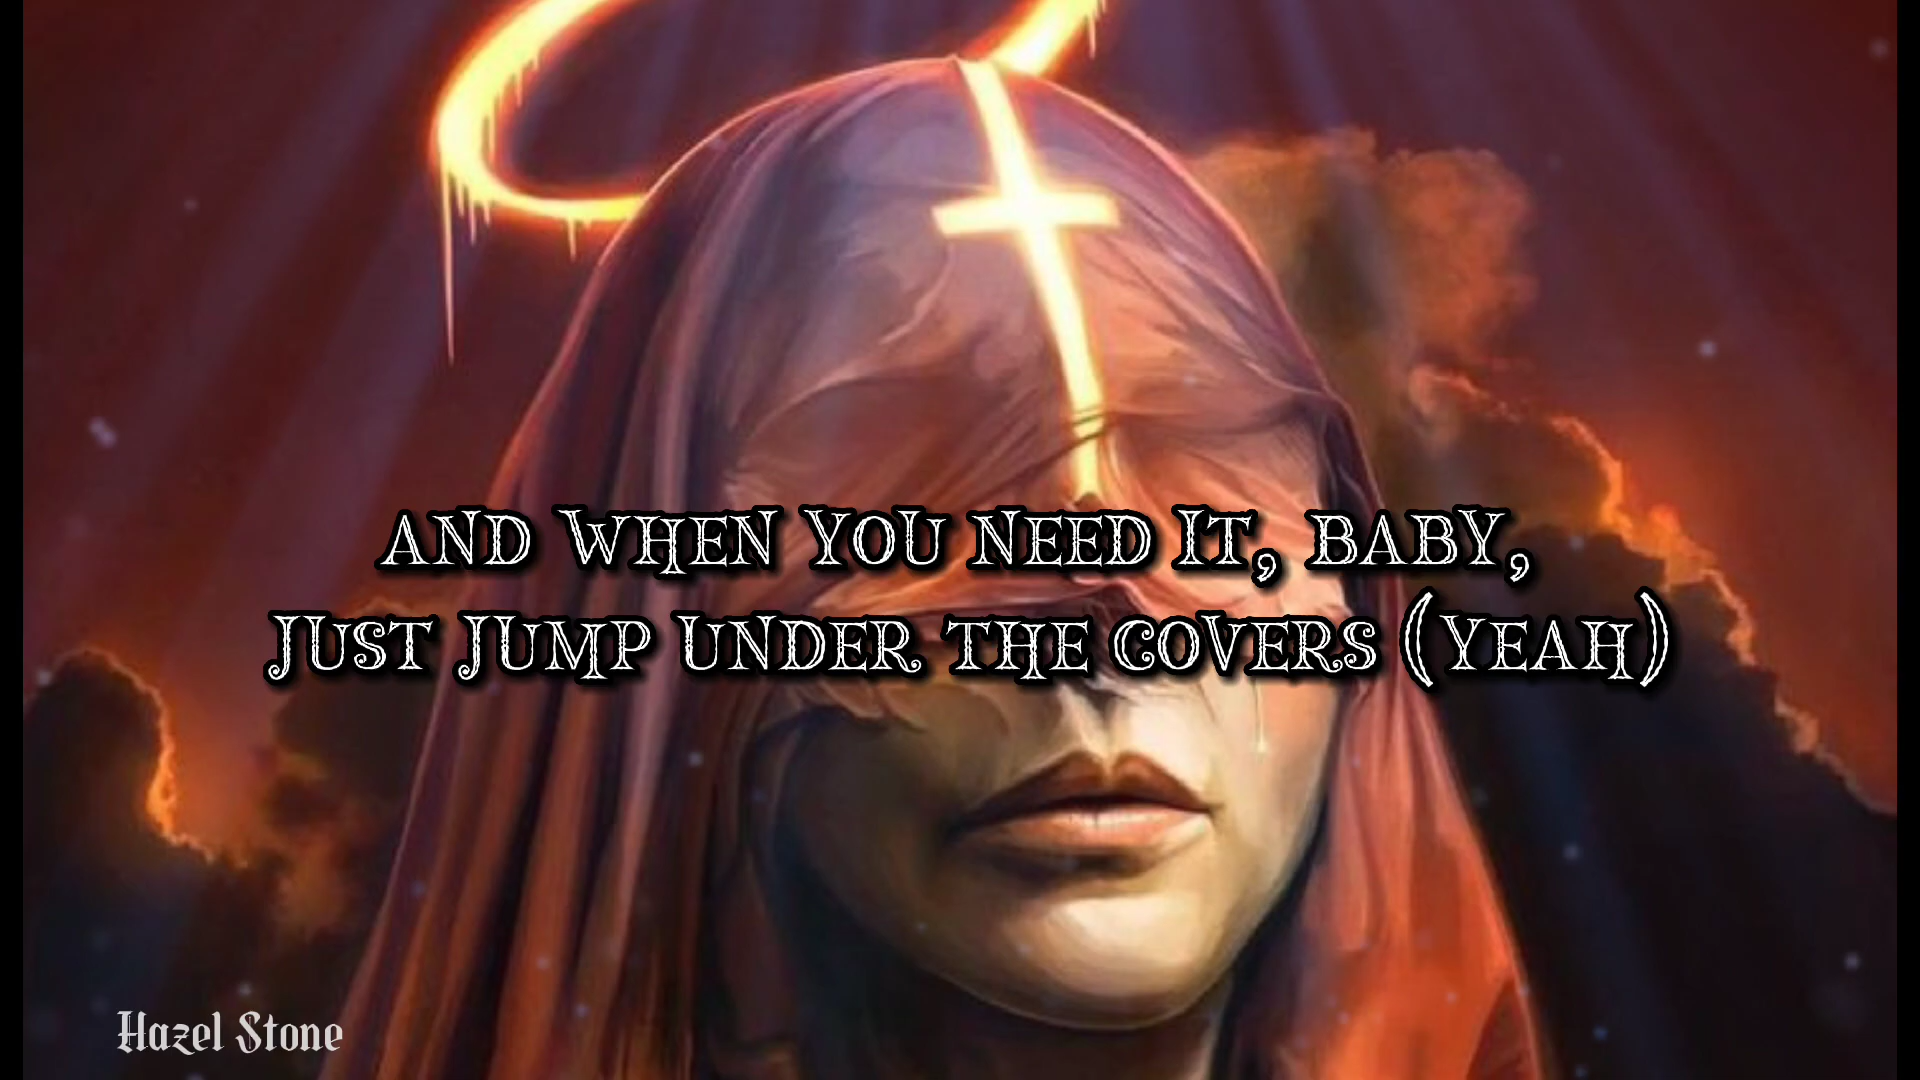 AND WHEN YOU NEED IT, BABY,
JUST JUMP UNDER THE COVERS (YEAH)
Hazel Stone